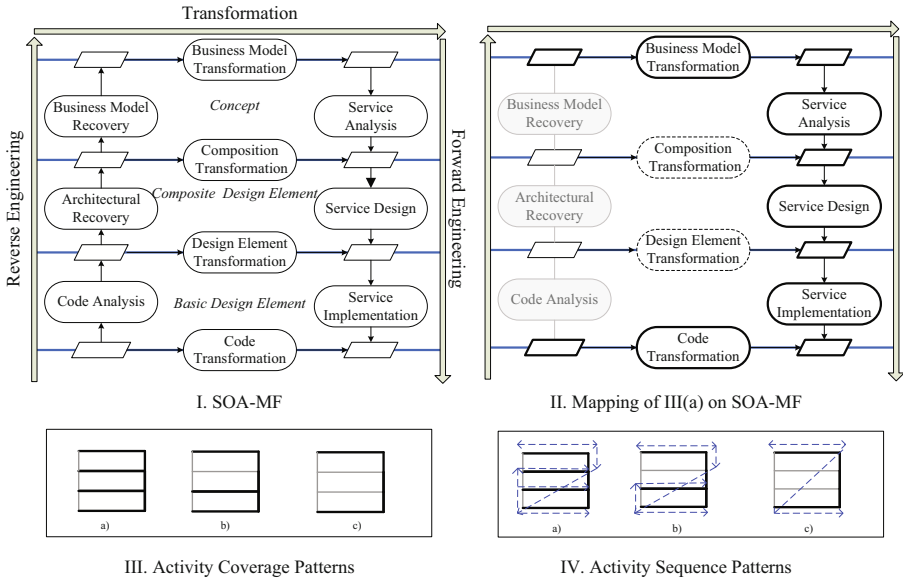 Transformation
Reverse Engineering
Forward Engineering
Business Model
Transformation
Concept
Business Model
Recovery
Service
Analysis
Composition
Transformation
Composite Design Element
Architectural
Recovery
Service Design
Design Element
Transformation
Code Analysis
Basic Design Element
Service
Implementation
Code
Transformation
I. SOA-MF
Business Model
Transformation
Business Model
Recovery
Service
Analysis
Composition
Transformation
Architectural
Recovery
Service Design
Design Element
Transformation
Code Analysis
Service
Implementation
Code
Transformation
II. Mapping of III(a) on SOA-MF
a)
b)
c)
III. Activity Coverage Patterns
a)
b)
c)
IV. Activity Sequence Patterns